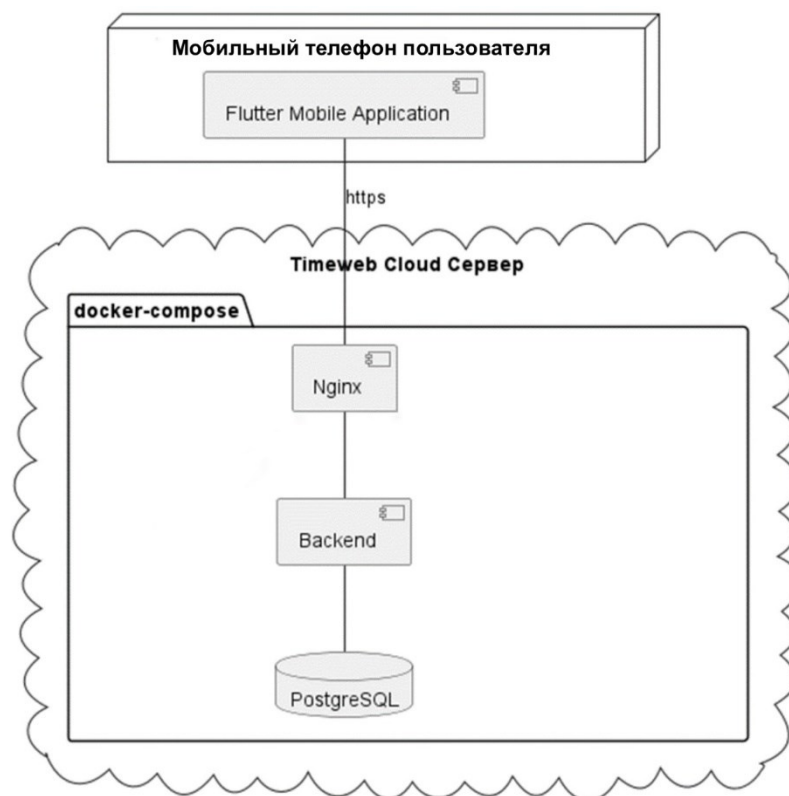 Мобильный телефон пользователя
Flutter Mobile Application
https
Timeweb Cloud Сервер
docker-compose
Nginx
Backend
PostgreSQL